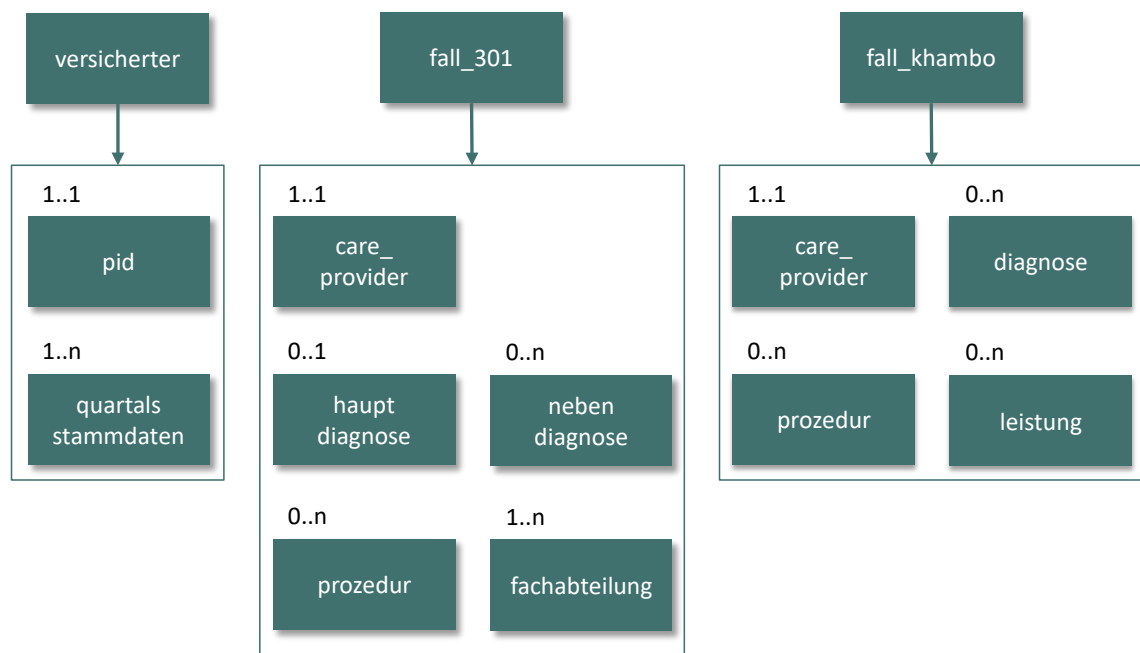 versicherter
fall_301
fall_khambo
1..1
pid
1..n
quartals
stammdaten
1..1
care_
provider
0..1
haupt
diagnose
0..n
neben
diagnose
0..n
prozedur
1..n
fachabteilung
1..1
care_
provider
0..n
diagnose
0..n
prozedur
0..n
leistung